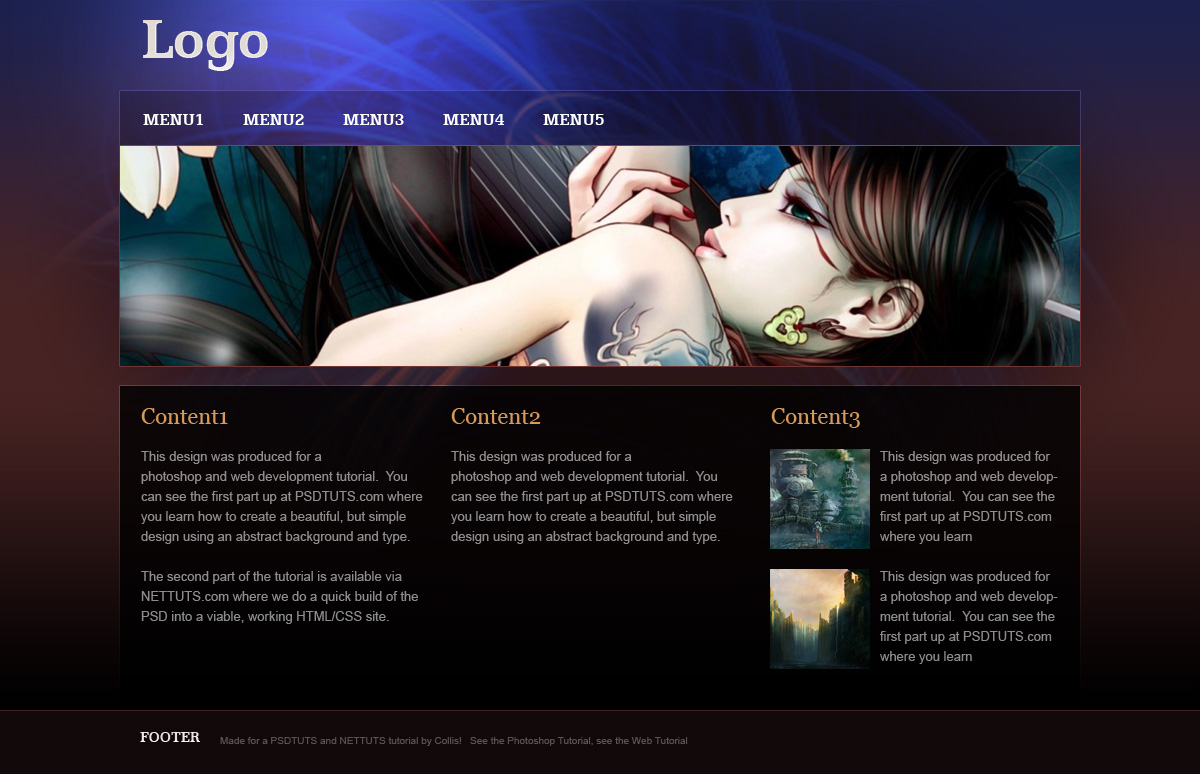 Logo
MENU1 MENU2 MENU3 MENU4 MENU5
Content1
This design was produced for a
photoshop and web development tutorial.  You
can see the first part up at PSDTUTS.com where
you learn how to create a beautiful, but simple
design using an abstract background and type.
The second part of the tutorial is available via
NETTUTS.com where we do a quick build of the
PSD into a viable, working HTML/CSS site.
Content2
This design was produced for a
photoshop and web development tutorial.  You
can see the first part up at PSDTUTS.com where
you learn how to create a beautiful, but simple
design using an abstract background and type.
Content3
This design was produced for
a photoshop and web develop-
ment tutorial.  You can see the
first part up at PSDTUTS.com
where you learn
This design was produced for
a photoshop and web develop-
ment tutorial.  You can see the
first part up at PSDTUTS.com
where you learn
FOOTER Made for a PSDTUTS and NETTUTS tutorial by Collis!  See the Photoshop Tutorial, see the Web Tutorial